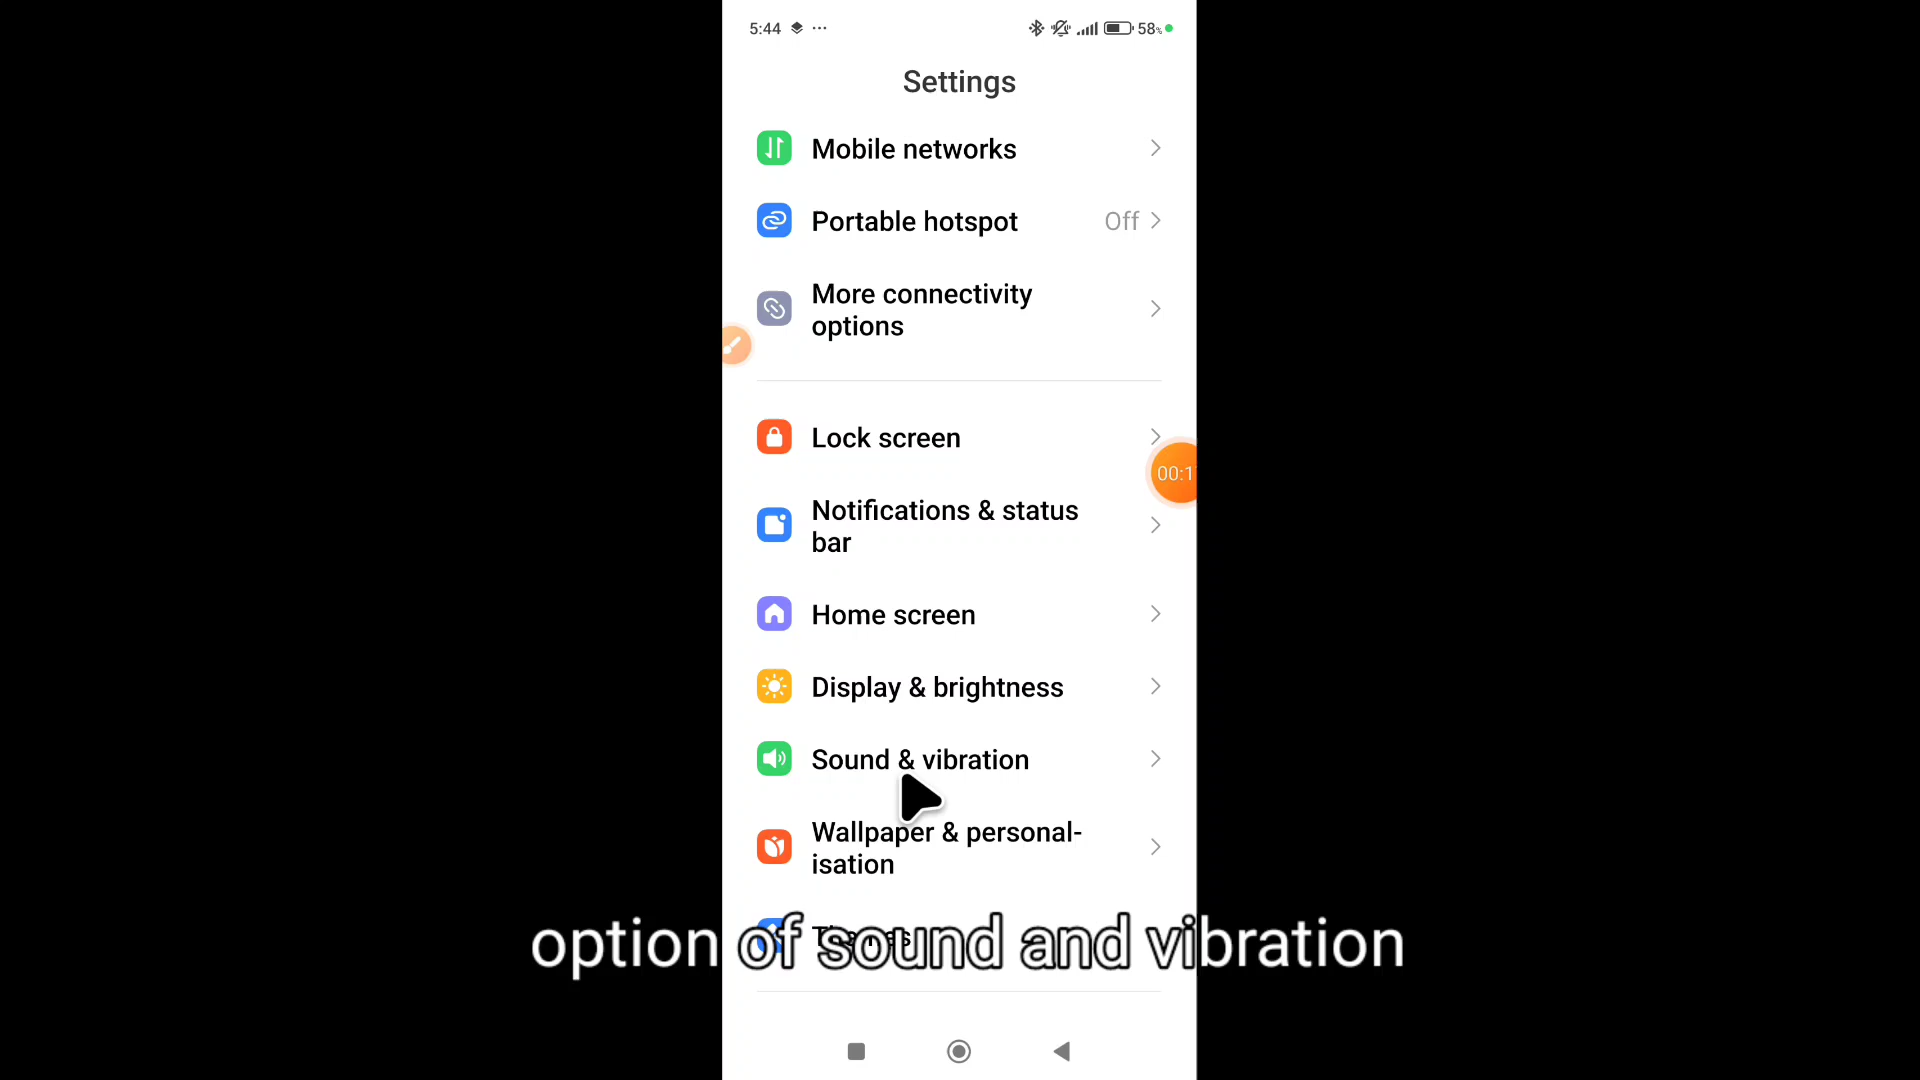 5:44 58%
Settings
Mobile networks
Portable hotspot Off
More connectivity
options
Lock screen
00:1
Notifications & status
bar
Home screen
Display & brightness
Sound & vibration
Wallpaper & personal-
isation
Themes
option of sound and vibration